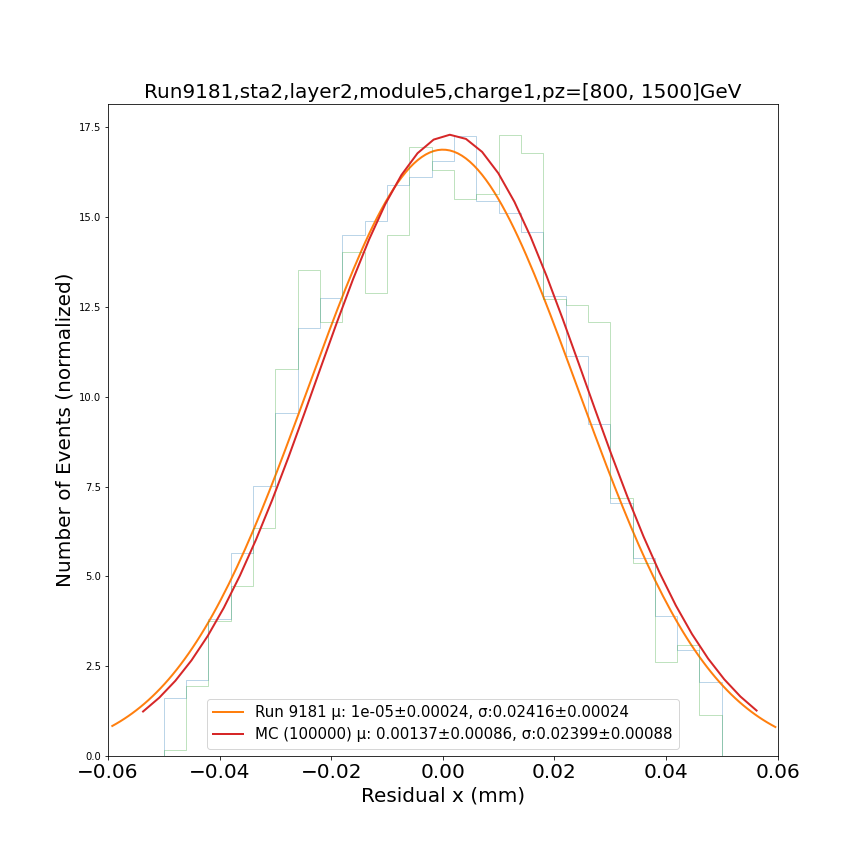 Run9181,sta2,layer2,module5,charge1,pz=[800, 1500]GeV
Number of Events (normalized)
17.5
15.0
12.5
10.0
7.5
5.0
2.5
0.0
Run 9181 μ: 1e-05±0.00024, σ:0.02416±0.00024
MC (100000) μ: 0.00137±0.00086, σ:0.02399±0.00088
−0.06 −0.04 −0.02 0.00 0.02 0.04 0.06
Residual x (mm)